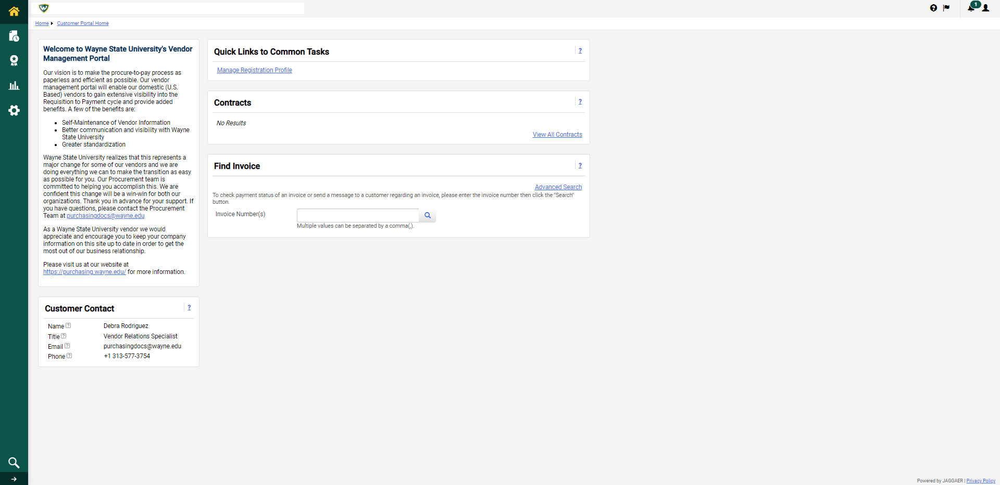 1
Home
Customer Portal Home
Welcome to Wayne State University's Vendor
Management Portal
Our vision is to make the procure-to-pay process as
paperless and efficient as possible. Our vendor
management portal will enable our domestic (U.S.
Based) vendors to gain extensive visibility into the
Requisition to Payment cycle and provide added
benefits. A few of the benefits are:
Self-Maintenance of Vendor Information
Better communication and visibility with Wayne
State University
Greater standardization
Wayne State University realizes that this represents a
major change for some of our vendors and we are
doing everything we can to make the transition as easy
as possible for you. Our Procurement team is
committed to helping you accomplish this. We are
confident this change will be a win-win for both our
organizations. Thank you in advance for your support. If
you have questions, please contact the Procurement
Team at purchasingdocs@wayne.edu
As a Wayne State University vendor we would
appreciate and encourage you to keep your company
information on this site up to date in order to get the
most out of our business relationship.
Please visit us at our website at
https://purchasing.wayne.edu/ for more information.
Customer Contact ?
Name ? Debra Rodriguez
Title ? Vendor Relations Specialist
Email ? purchasingdocs@wayne.edu
Phone ? +1 313-577-3754
Quick Links to Common Tasks ?
Manage Registration Profile
Contracts ?
No Results
View All Contracts
Find Invoice ?
Advanced Search
To check payment status of an invoice or send a message to a customer regarding an invoice, please enter the invoice number then click the "Search"
button.
Invoice Number(s)
Multiple values can be separated by a comma(,).
Powered by JAGGAER | Privacy Policy